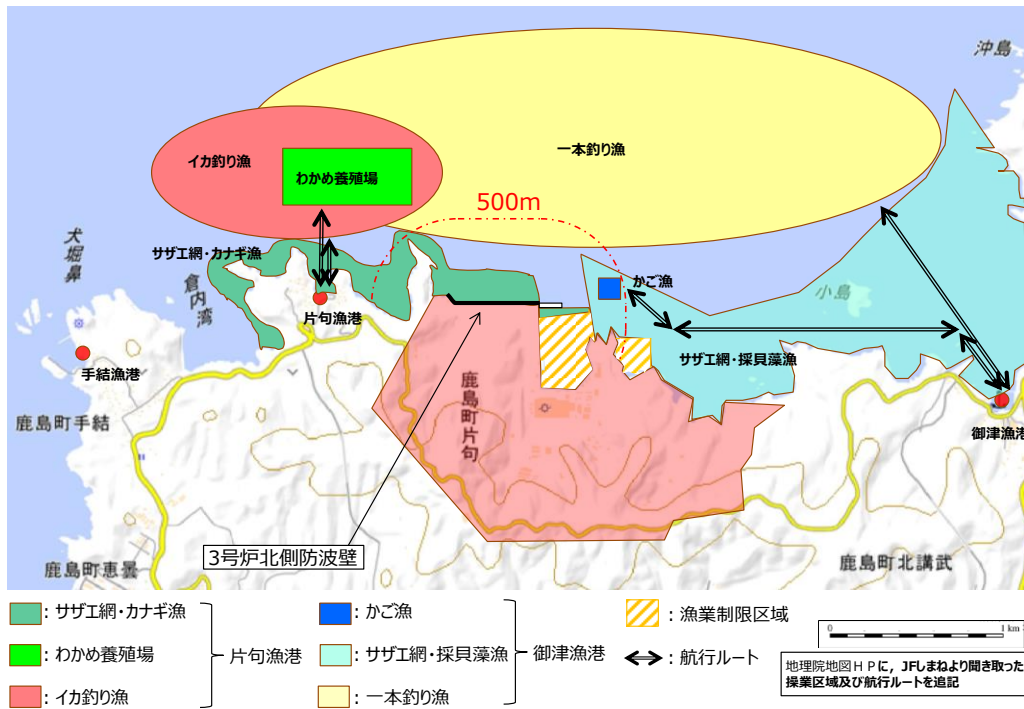 沖島
イカ釣り漁
わかめ養殖場
一本釣り漁
500m
犬堀鼻
サザエ網・カナギ漁
倉内湾
かご漁
小島
片句漁港
サザエ網・採貝藻漁
手結漁港
鹿島町片句
鹿島町手結
御津漁港
3号炉北側防波壁
鹿島町恵曇
鹿島町北講武
：サザエ網・カナギ漁
：わかめ養殖場
：イカ釣り漁
片句漁港
：かご漁
：サザエ網・採貝藻漁
：一本釣り漁
御津漁港
：漁業制限区域
：航行ルート
0 1 km
地理院地図ＨＰに，JFしまねより聞き取った
操業区域及び航行ルートを追記